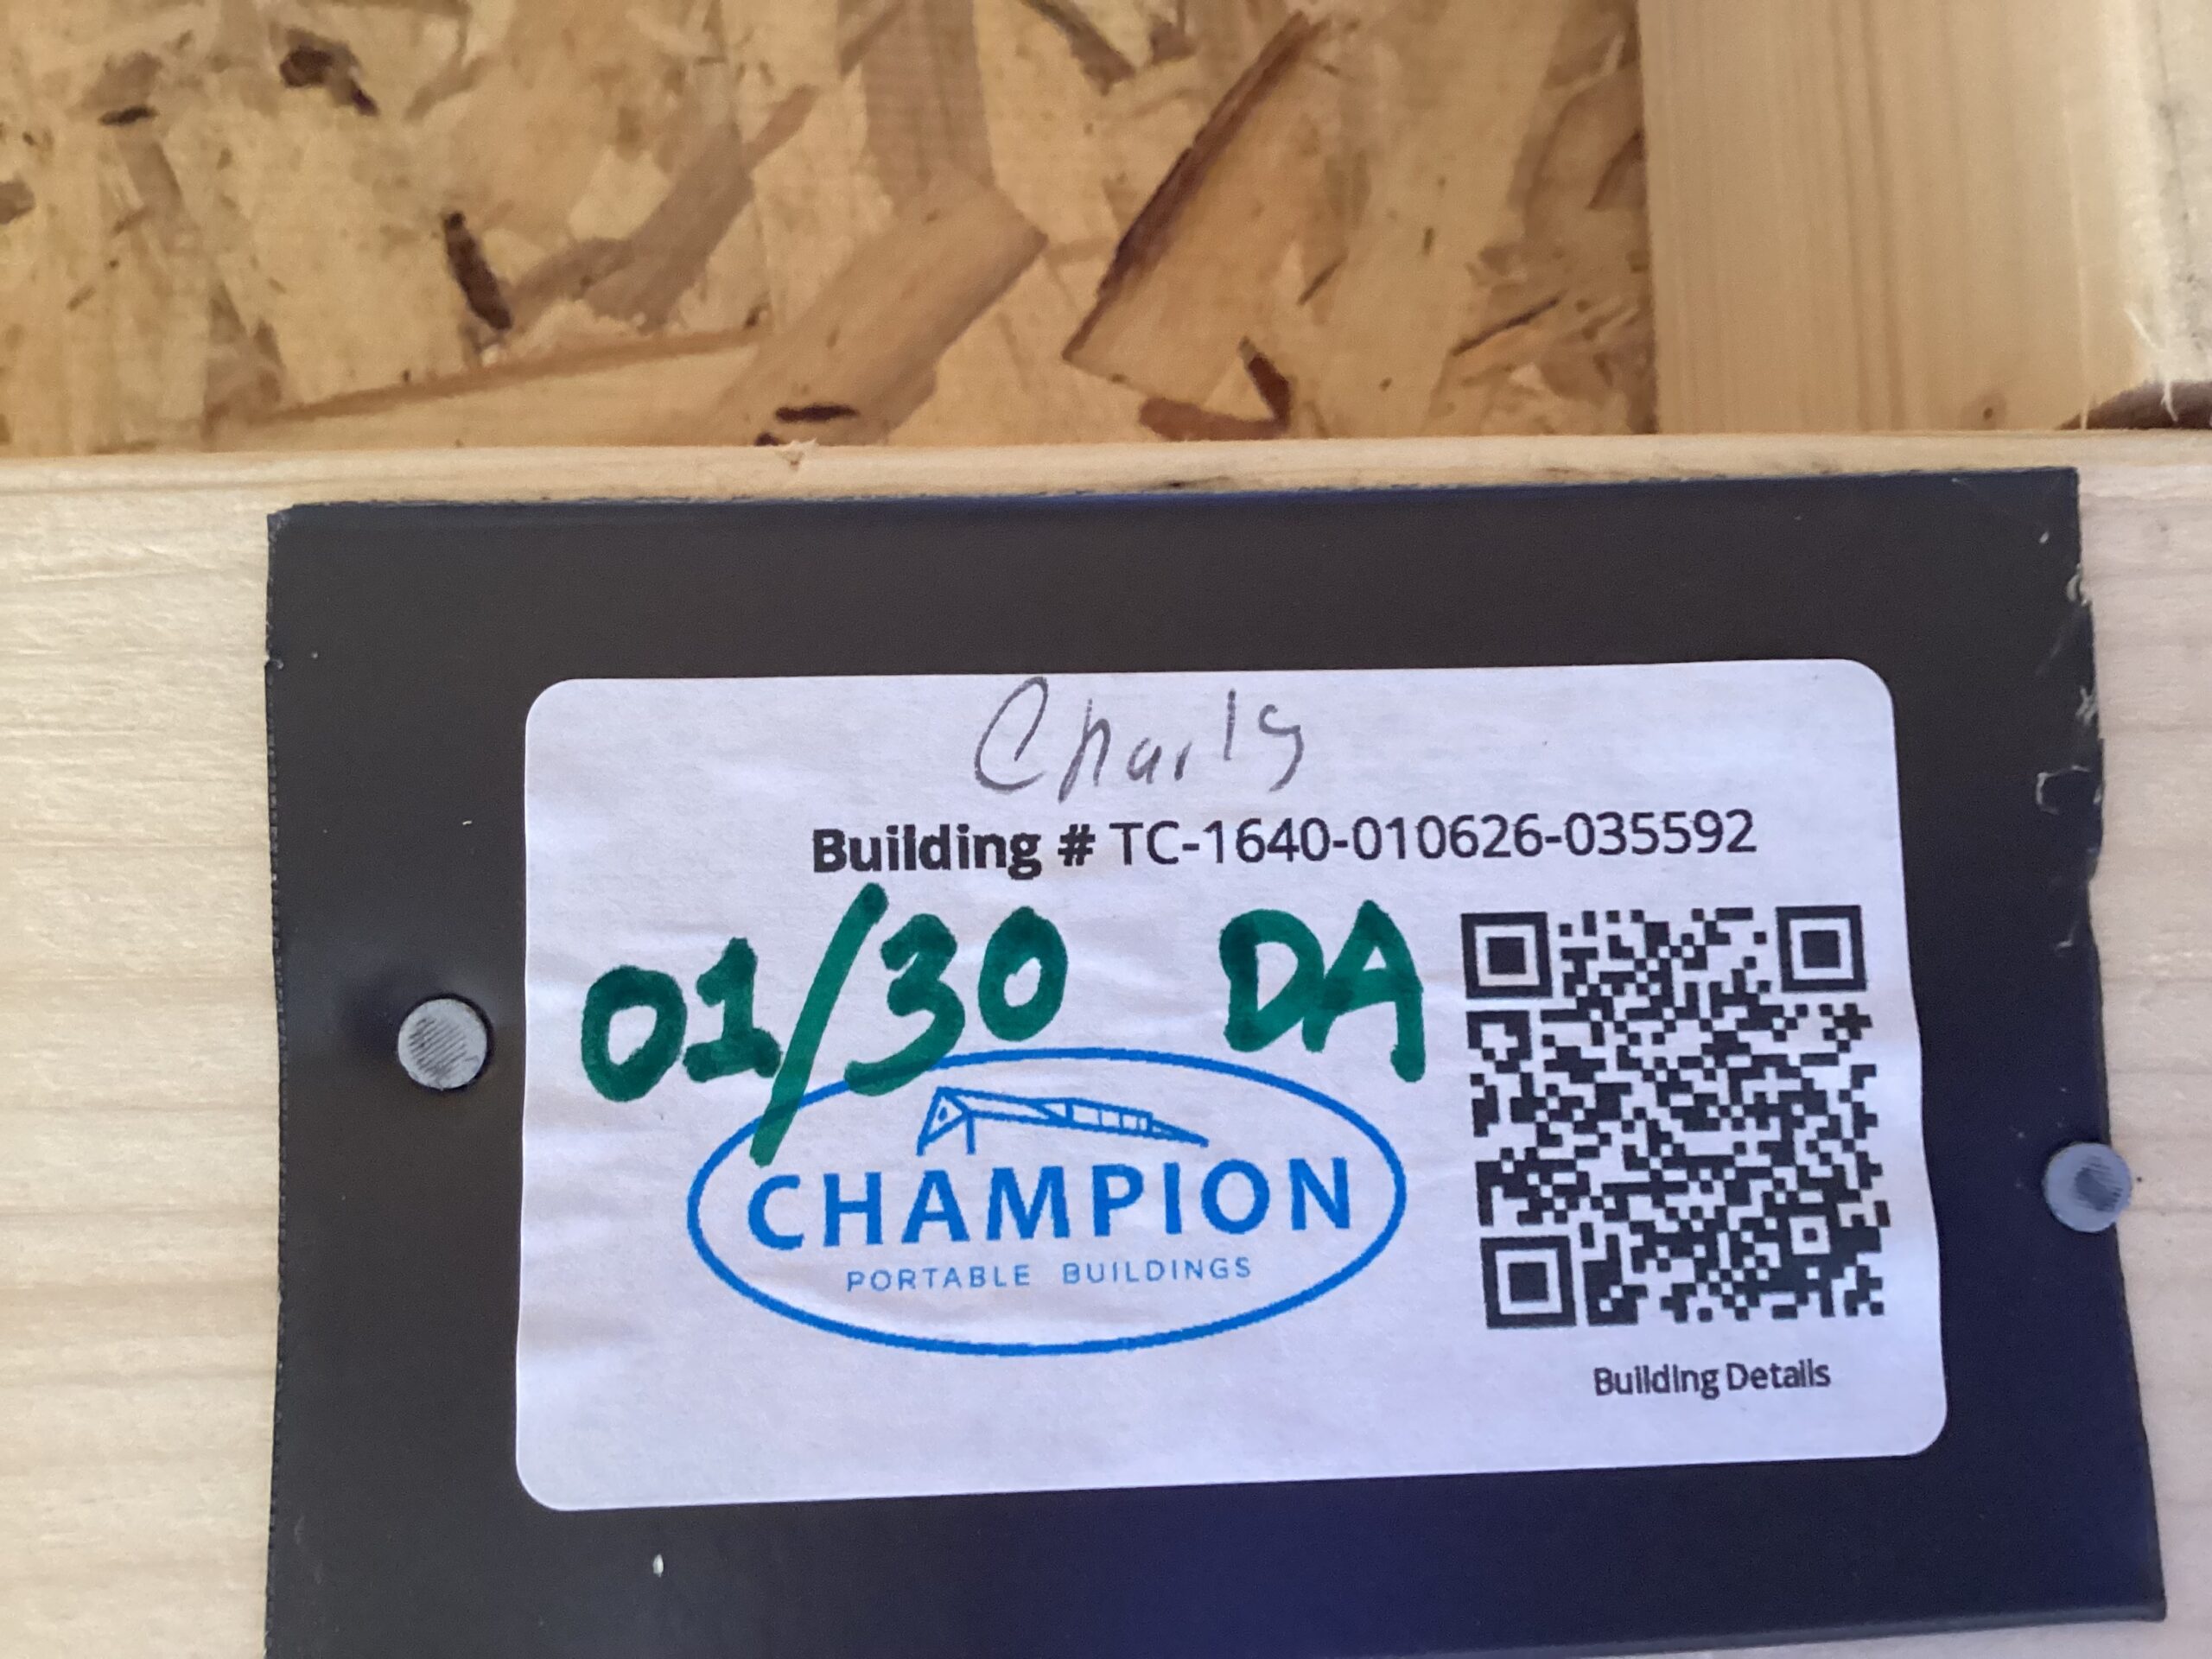 Charly
Building # TC-1640-010626-035592
01/30 DA
CHAMPION
PORTABLE BUILDINGS
Building Details